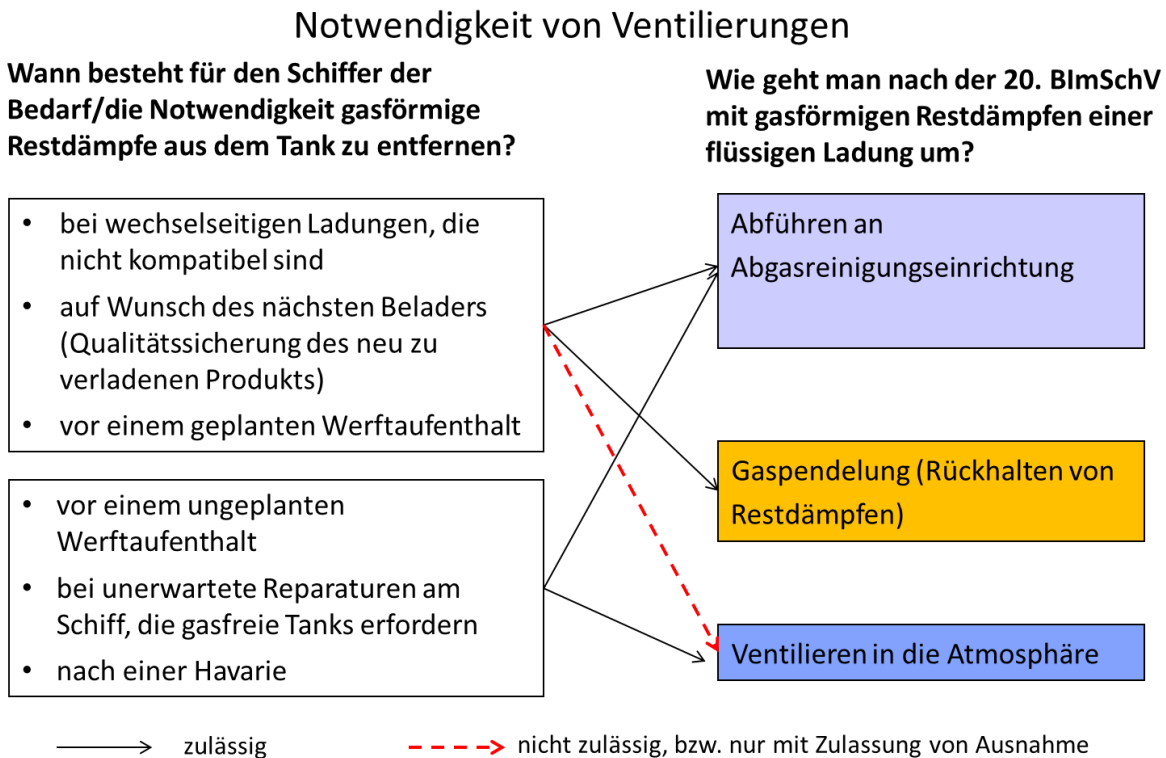 Notwendigkeit von Ventilierungen
Wann besteht für den Schiffer der
Bedarf/die Notwendigkeit gasförmige
Restdämpfe aus dem Tank zu entfernen?
Wie geht man nach der 20. BImSchV
mit gasförmigen Restdämpfen einer
flüssigen Ladung um?
• bei wechselseitigen Ladungen, die
nicht kompatibel sind
• auf Wunsch des nächsten Beladers
(Qualitätssicherung des neu zu
verladenen Produkts)
• vor einem geplanten Werftaufenthalt
• vor einem ungeplanten
Werftaufenthalt
• bei unerwartete Reparaturen am
Schiff, die gasfreie Tanks erfordern
• nach einer Havarie
Abführen an
Abgasreinigungseinrichtung
Gaspendelung (Rückhalten von
Restdämpfen)
Ventilieren in die Atmosphäre
zulässig
nicht zulässig, bzw. nur mit Zulassung von Ausnahme